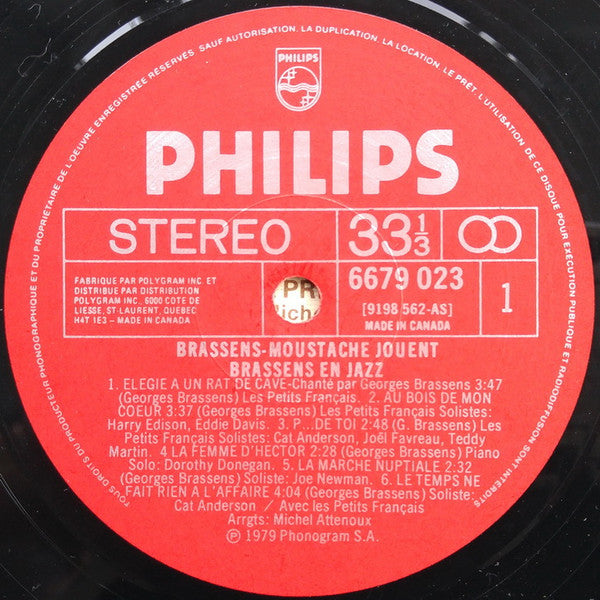 TOUS DROITS DU PRODUCTEUR PHONOGRAPHIQUE ET DU PROPRIETAIRE DE L'OEUVRE ENREGISTREE RESERVES. SAUF AUTORISATION. LA DUPLICATION. LA LOCATION. LE PRÊT, L'UTILISATION DE CE DISQUE POUR EXECUTION PUBLIQUE ET RADIODIFFUSION SONT INTERDITS
PHILIPS
PHILIPS
STEREO
33 1/3
FABRIQUE PAR POLYGRAM INC. ET
DISTRIBUE PAR DISTRIBUTION
POLYGRAM INC. 6000 COTE DE
LIESSE, ST-LAURENT, QUEBEC
H4T 1E3 – MADE IN CANADA
PR
6679 023
[9198 562-AS]
MADE IN CANADA
1
BRASSENS-MOUSTACHE JOUENT
BRASSENS EN JAZZ
1. ELEGIE A UN RAT DE CAVE-Chanté par Georges Brassens 3:47
(Georges Brassens) Les Petits Français. 2. AU BOIS DE MON
COEUR 3:37 (Georges Brassens) Les Petits Français Solistes:
Harry Edison, Eddie Davis. 3. P...DE TOI 2:48 (G. Brassens) Les
Petits Français Solistes: Cat Anderson, Joël Favreau, Teddy
Martin. 4 LA FEMME D'HECTOR 2:28 (Georges Brassens) Piano
Solo: Dorothy Donegan. 5. LA MARCHE NUPTIALE 2.32
(Georges Brassens) Soliste: Joe Newman. 6. LE TEMPS NE
FAIT RIEN A L'AFFAIRE 4:04 (Georges Brassens) Soliste:
Cat Anderson / Avec les Petits Français
Arrgts: Michel Attenoux
℗ 1979 Phonogram S.A.